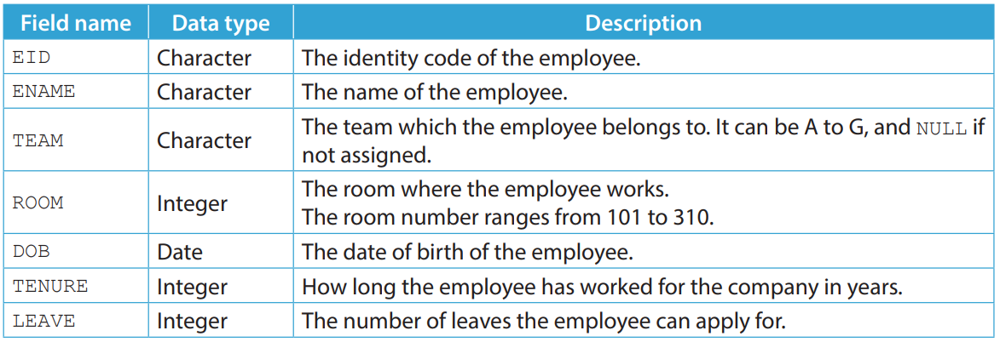 Field name Data type Description
EID Character The identity code of the employee.
ENAME Character The name of the employee.
TEAM Character The team which the employee belongs to. It can be A to G, and NULL if
not assigned.
ROOM Integer The room where the employee works.
The room number ranges from 101 to 310.
DOB Date The date of birth of the employee.
TENURE Integer How long the employee has worked for the company in years.
LEAVE Integer The number of leaves the employee can apply for.